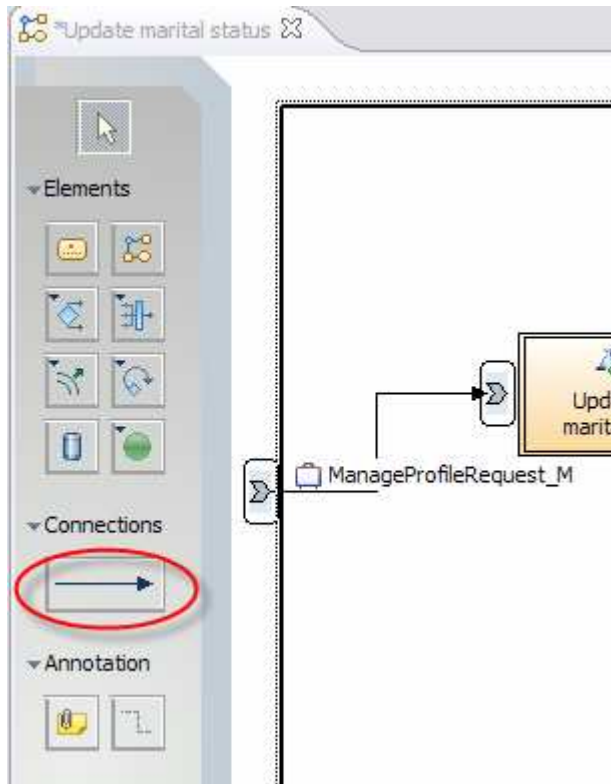 *Update marital status
Elements
ManageProfileRequest_M
Connections
Annotation